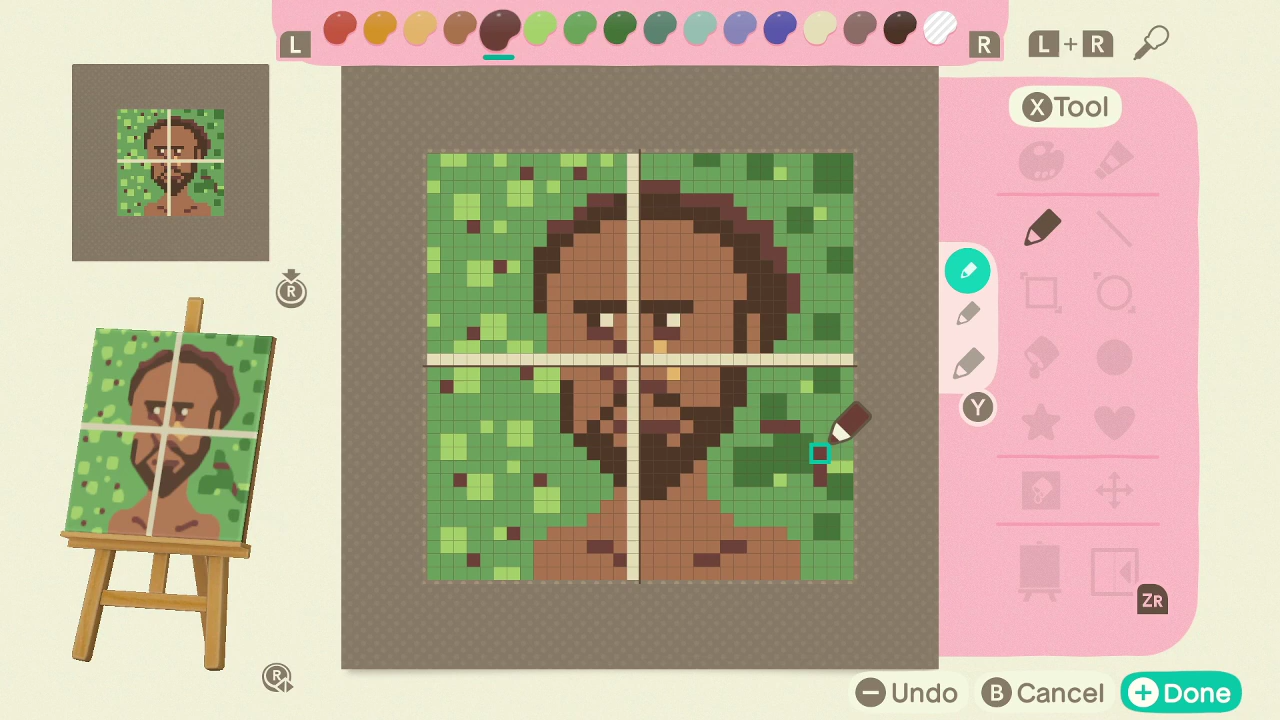 L
R
L + R
X Tool
R
Y
ZR
R
− Undo
B Cancel
+ Done